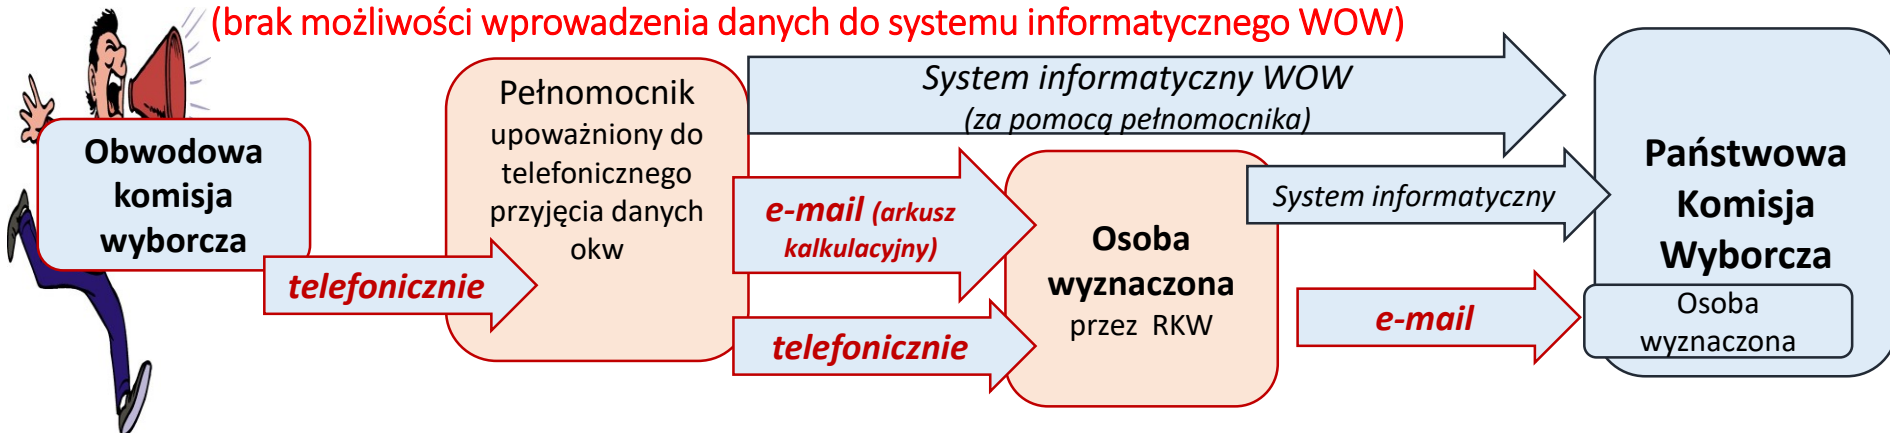 (brak możliwości wprowadzenia danych do systemu informatycznego WOW)
Obwodowa
komisja
wyborcza
telefonicznie
Pełnomocnik
upoważniony do
telefonicznego
przyjęcia danych
okw
System informatyczny WOW
(za pomocą pełnomocnika)
e-mail (arkusz
kalkulacyjny)
telefonicznie
Osoba
wyznaczona
przez RKW
System informatyczny
e-mail
Państwowa
Komisja
Wyborcza
Osoba
wyznaczona